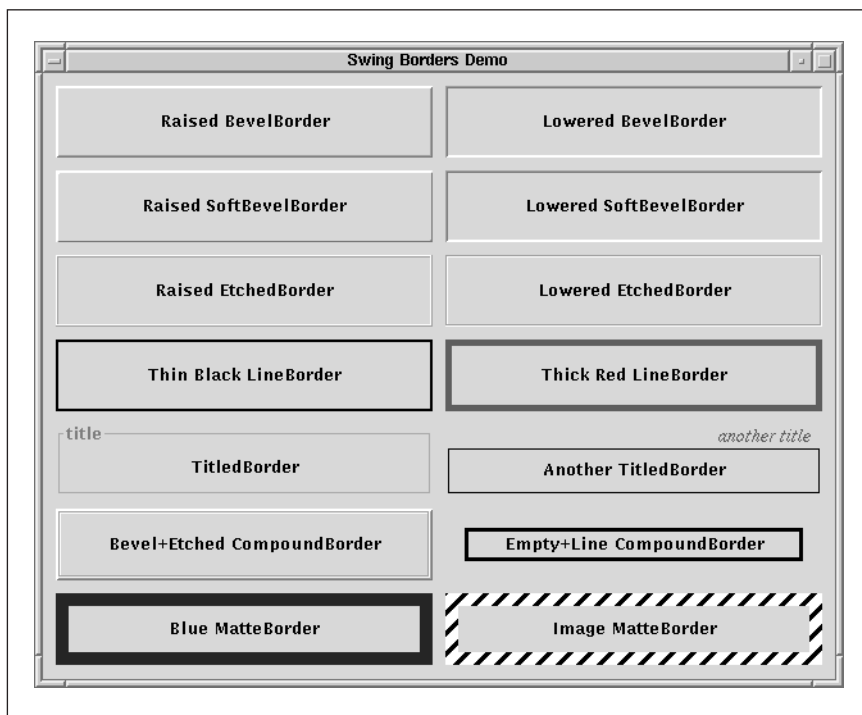 Swing Borders Demo
Raised BevelBorder
Lowered BevelBorder
Raised SoftBevelBorder
Lowered SoftBevelBorder
Raised EtchedBorder
Lowered EtchedBorder
Thin Black LineBorder
Thick Red LineBorder
title
another title
TitledBorder
Another TitledBorder
Bevel+Etched CompoundBorder
Empty+Line CompoundBorder
Blue MatteBorder
Image MatteBorder